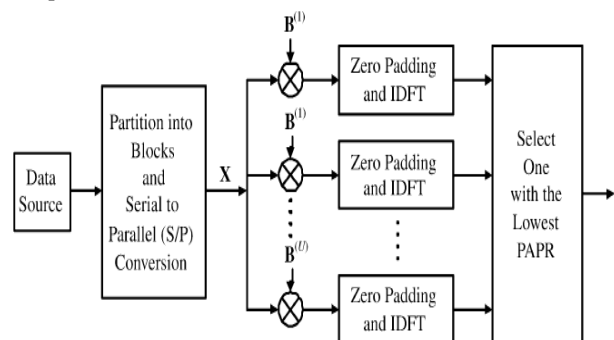 B(1)
Zero Padding
and IDFT
B(1)
Zero Padding
and IDFT
B(U)
Zero Padding
and IDFT
Data
Source
Partition into
Blocks
and
Serial to
Parallel (S/P)
Conversion
X
Select
One
with the
Lowest
PAPR